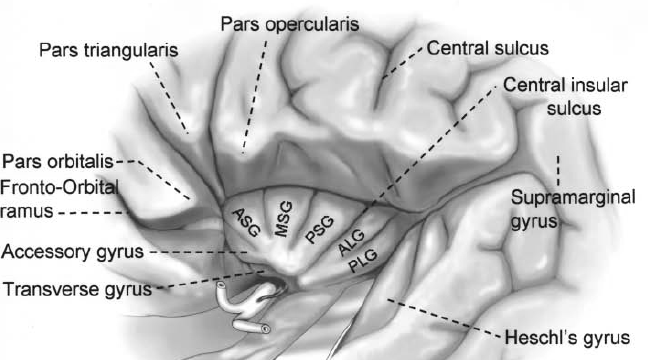 Pars opercularis
Pars triangularis
Central sulcus
Central insular
sulcus
Pars orbitalis
Fronto-Orbital
ramus
Supramarginal
gyrus
ASG
MSG
PSG
ALG
PLG
Accessory gyrus
Transverse gyrus
Heschl's gyrus